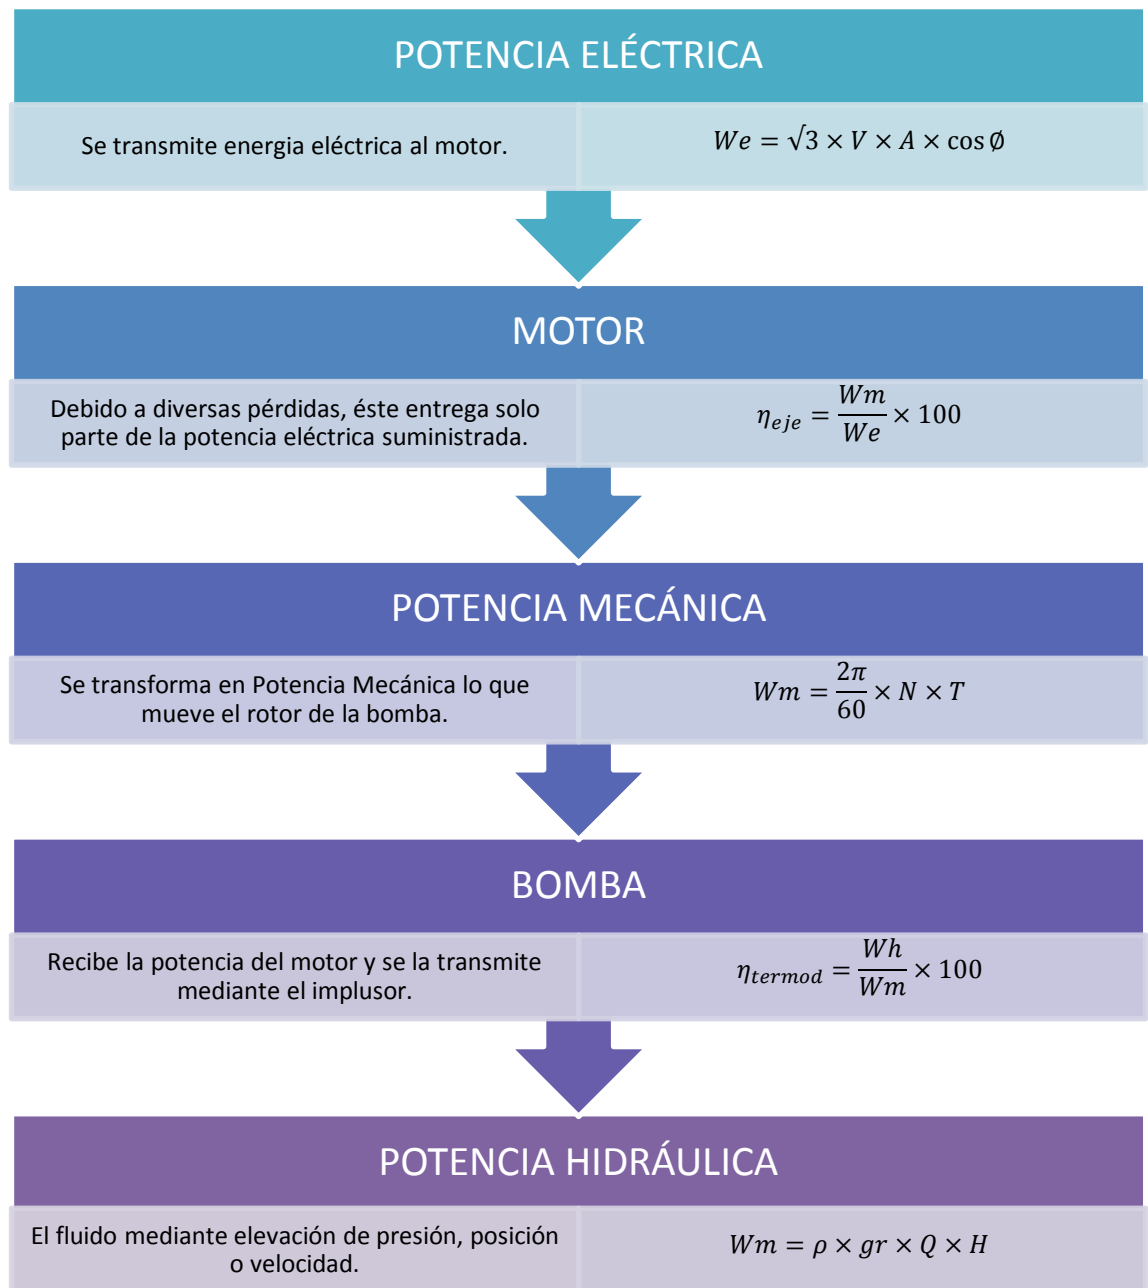 POTENCIA ELÉCTRICA
Se transmite energia eléctrica al motor.
We = √3 × V × A × cos ∅
MOTOR
Debido a diversas pérdidas, éste entrega solo
parte de la potencia eléctrica suministrada.
η_eje = Wm/We × 100
POTENCIA MECÁNICA
Se transforma en Potencia Mecánica lo que
mueve el rotor de la bomba.
Wm = 2π/60 × N × T
BOMBA
Recibe la potencia del motor y se la transmite
mediante el implusor.
η_termod = Wh/Wm × 100
POTENCIA HIDRÁULICA
El fluido mediante elevación de presión, posición
o velocidad.
Wm = ρ × gr × Q × H